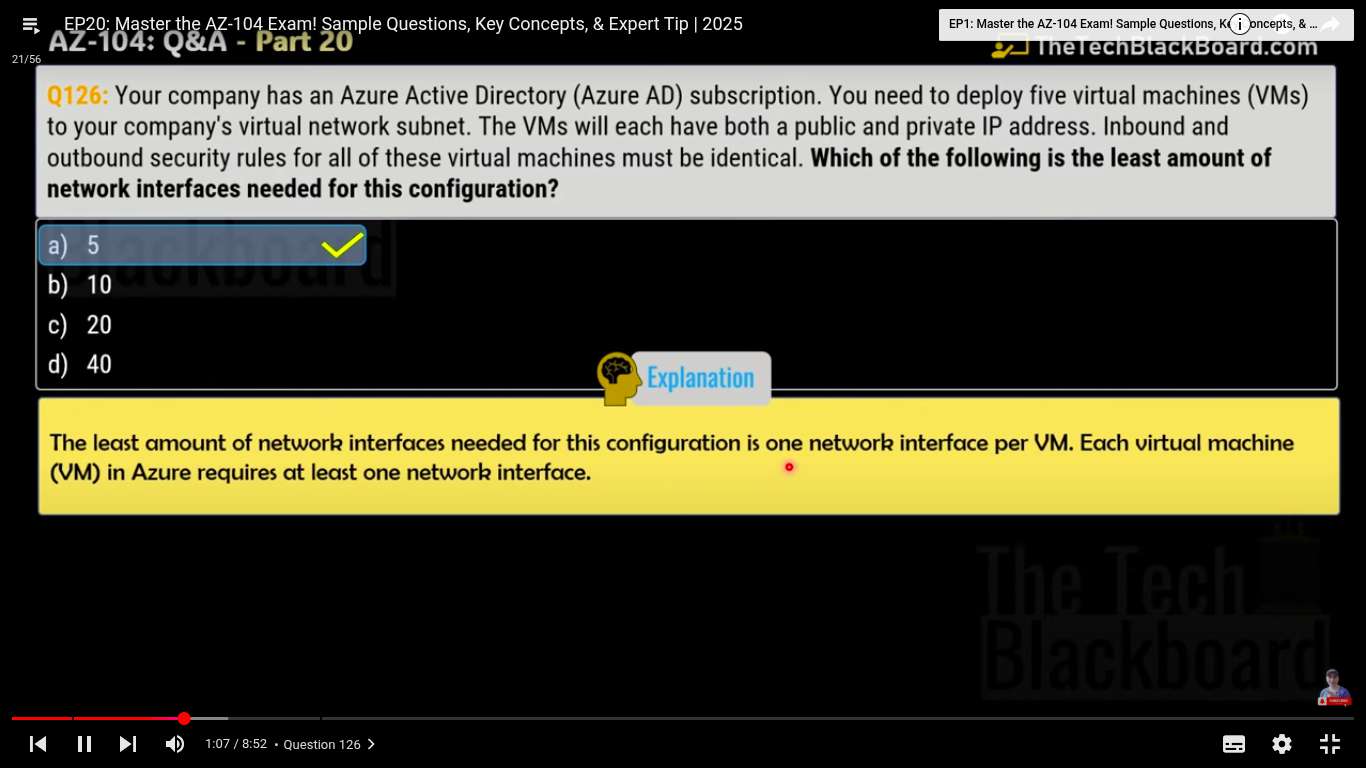 EP20: Master the AZ-104 Exam! Sample Questions, Key Concepts, & Expert Tip | 2025
EP1: Master the AZ-104 Exam! Sample Questions, Key Concepts, & ...
AZ-104: Q&A - Part 20
TheTechBlackBoard.com
21/56
Q126: Your company has an Azure Active Directory (Azure AD) subscription. You need to deploy five virtual machines (VMs)
to your company's virtual network subnet. The VMs will each have both a public and private IP address. Inbound and
outbound security rules for all of these virtual machines must be identical. Which of the following is the least amount of
network interfaces needed for this configuration?
a) 5
b) 10
c) 20
d) 40
Explanation
The least amount of network interfaces needed for this configuration is one network interface per VM. Each virtual machine
(VM) in Azure requires at least one network interface.
The Tech
Blackboard
1:07 / 8:52 • Question 126